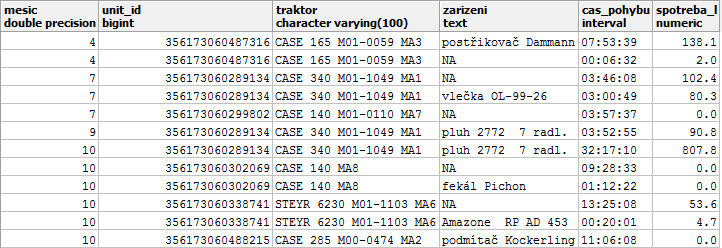 mesic unit_id traktor zarizeni cas_pohybu spotreba_l
double precision bigint character varying(100) text interval numeric
4 356173060487316 CASE 165 M01-0059 MA3 postřikovač Dammann 07:53:39 138.1
4 356173060487316 CASE 165 M01-0059 MA3 NA 00:06:32 2.0
7 356173060289134 CASE 340 M01-1049 MA1 NA 03:46:08 102.4
7 356173060289134 CASE 340 M01-1049 MA1 vlečka OL-99-26 03:00:49 80.3
7 356173060299802 CASE 140 M01-0110 MA7 NA 03:57:37 0.0
9 356173060289134 CASE 340 M01-1049 MA1 pluh 2772 7 radl. 03:52:55 90.8
10 356173060289134 CASE 340 M01-1049 MA1 pluh 2772 7 radl. 32:17:10 807.8
10 356173060302069 CASE 140 MA8 NA 09:28:33 0.0
10 356173060302069 CASE 140 MA8 fekál Pichon 01:12:22 0.0
10 356173060338741 STEYR 6230 M01-1103 MA6 NA 13:25:08 53.6
10 356173060338741 STEYR 6230 M01-1103 MA6 Amazone RP AD 453 00:20:01 4.7
10 356173060488215 CASE 285 M00-0474 MA2 podmítač Kockerling 11:06:08 0.0